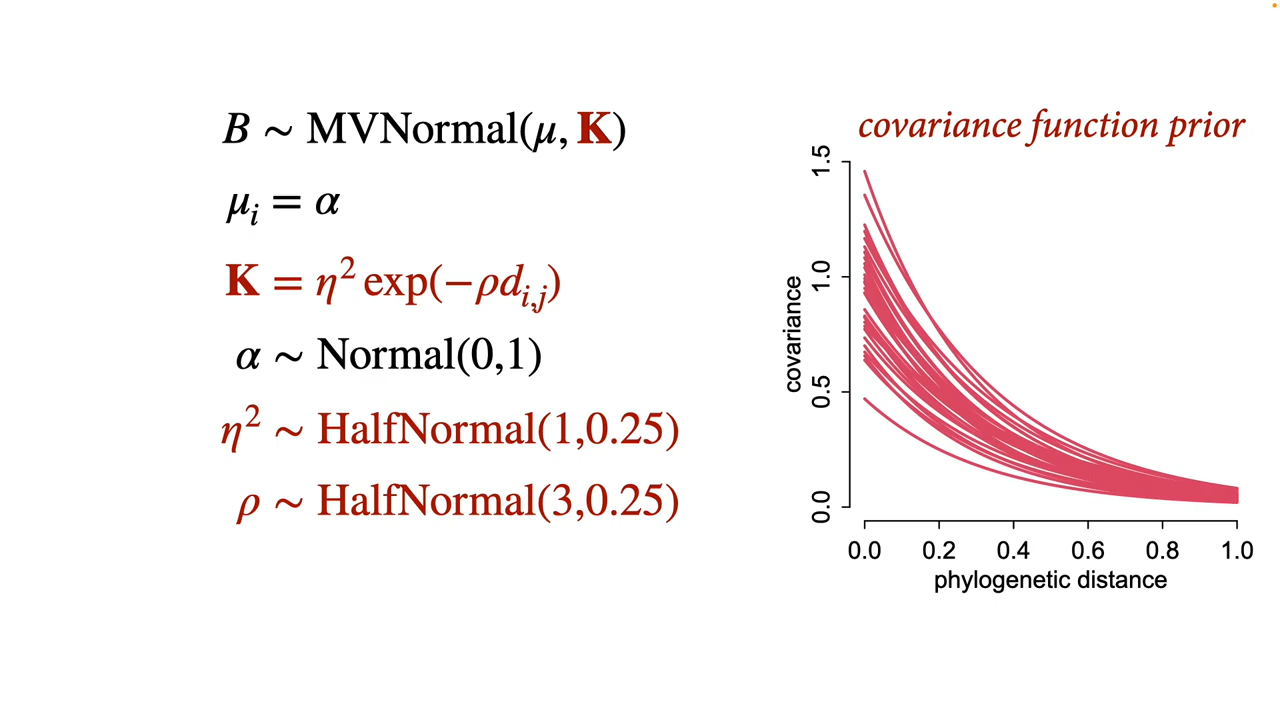 B ∼ MVNormal(μ, K)
μᵢ = α
K = η² exp(−ρdᵢ,ⱼ)
α ∼ Normal(0,1)
η² ∼ HalfNormal(1,0.25)
ρ ∼ HalfNormal(3,0.25)
covariance function prior
covariance
1.5
1.0
0.5
0.0
0.0 0.2 0.4 0.6 0.8 1.0
phylogenetic distance